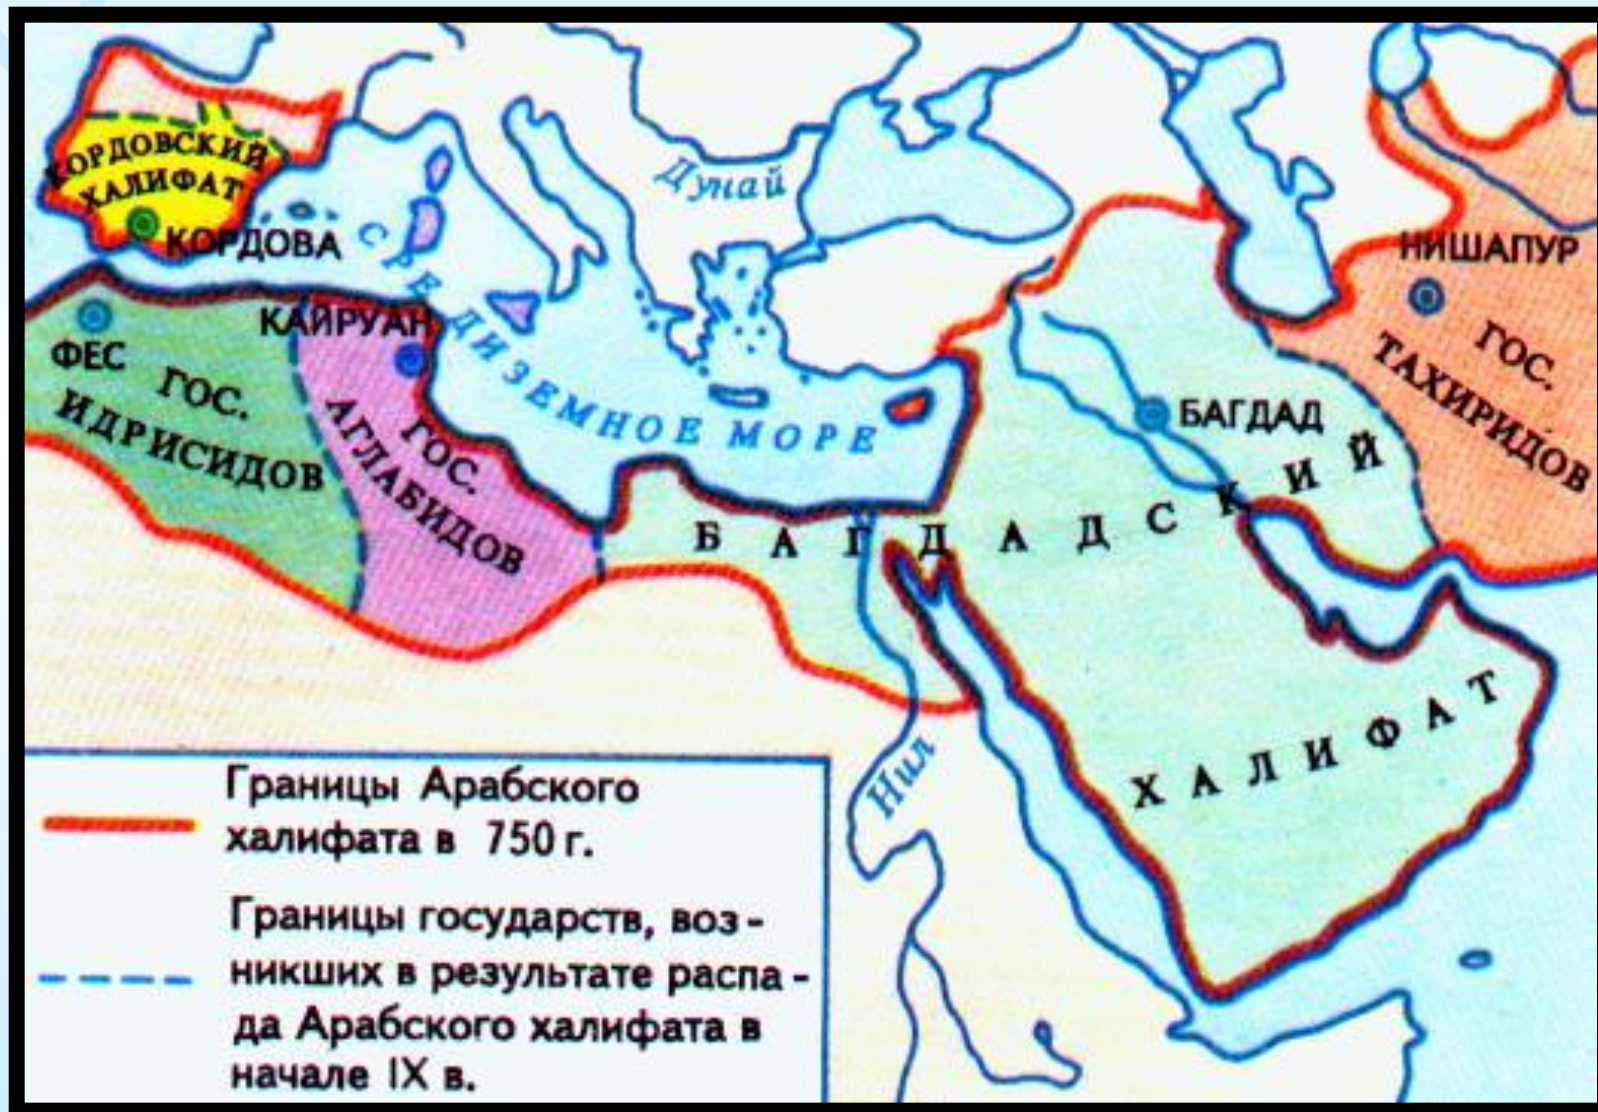 КОРДОВСКИЙ
ХАЛИФАТ
КОРДОВА
СРЕДИЗЕМНОЕ МОРЕ
Дунай
НИШАПУР
ГОС.
ТАХИРИДОВ
КАЙРУАН
ФЕС
ГОС.
ИДРИСИДОВ
ГОС.
АГЛАБИДОВ
БАГДАД
БАГДАДСКИЙ
ХАЛИФАТ
Нил
Границы Арабского
халифата в 750 г.
Границы государств, воз-
никших в результате распа-
да Арабского халифата в
начале IX в.